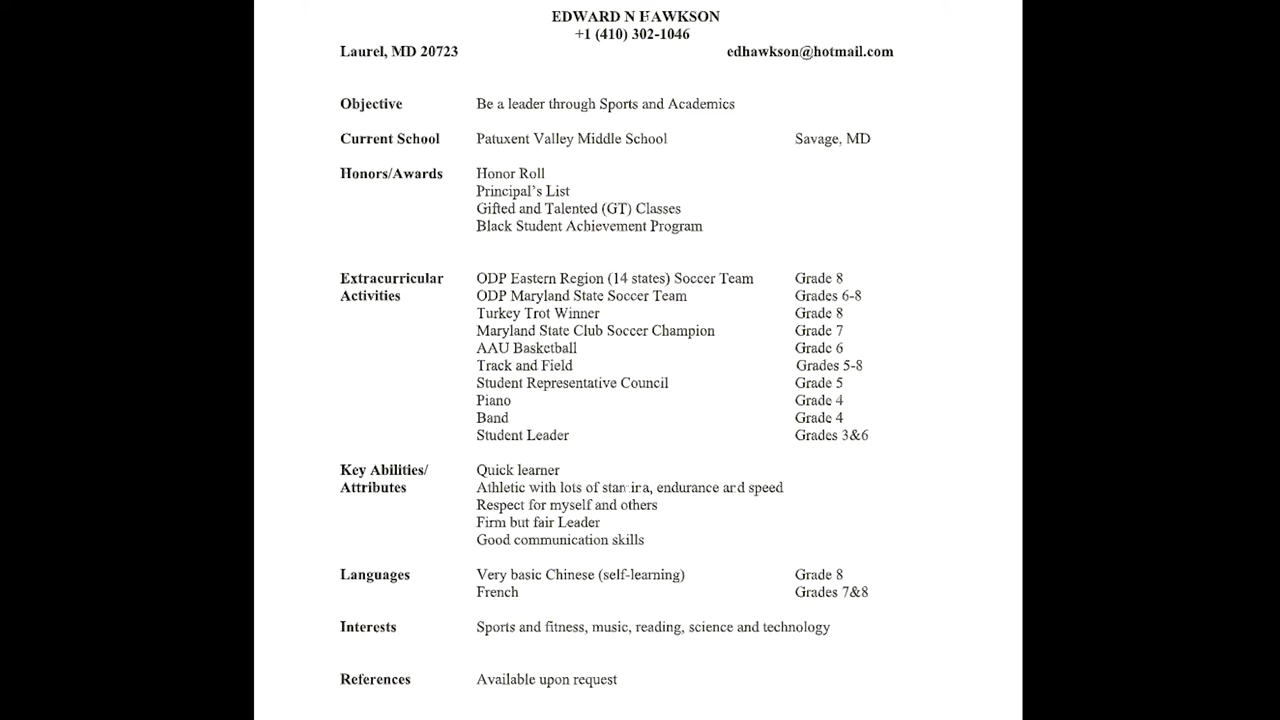 EDWARD N HAWKSON
+1 (410) 302-1046
Laurel, MD 20723 edhawkson@hotmail.com
Objective Be a leader through Sports and Academics
Current School Patuxent Valley Middle School Savage, MD
Honors/Awards Honor Roll
Principal's List
Gifted and Talented (GT) Classes
Black Student Achievement Program
Extracurricular ODP Eastern Region (14 states) Soccer Team Grade 8
Activities ODP Maryland State Soccer Team Grades 6-8
Turkey Trot Winner Grade 8
Maryland State Club Soccer Champion Grade 7
AAU Basketball Grade 6
Track and Field Grades 5-8
Student Representative Council Grade 5
Piano Grade 4
Band Grade 4
Student Leader Grades 3&6
Key Abilities/ Quick learner
Attributes Athletic with lots of stamina, endurance and speed
Respect for myself and others
Firm but fair Leader
Good communication skills
Languages Very basic Chinese (self-learning) Grade 8
French Grades 7&8
Interests Sports and fitness, music, reading, science and technology
References Available upon request